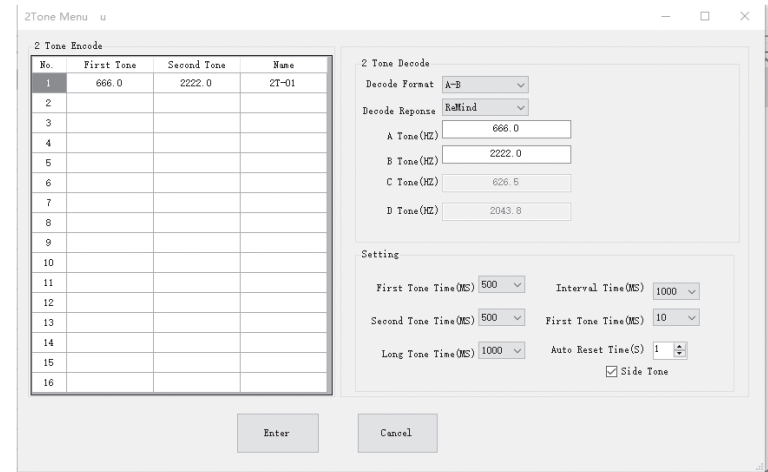 2Tone Menu u
2 Tone Encode
No. First Tone Second Tone Name
1 666.0 2222.0 2T-01
2
3
4
5
6
7
8
9
10
11
12
13
14
15
16
2 Tone Decode
Decode Format A-B
Decode Reponse ReMind
A Tone(HZ) 666.0
B Tone(HZ) 2222.0
C Tone(HZ) 626.5
D Tone(HZ) 2043.8
Setting
First Tone Time(MS) 500 Interval Time(MS) 1000
Second Tone Time(MS) 500 First Tone Time(MS) 10
Long Tone Time(MS) 1000 Auto Reset Time(S) 1
Side Tone
Enter Cancel